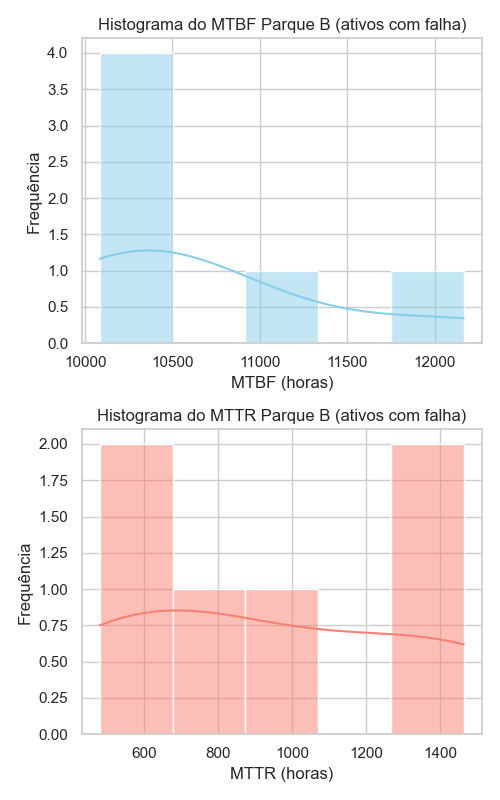 Histograma do MTBF Parque B (ativos com falha)
4.0
3.5
3.0
2.5
2.0
1.5
1.0
0.5
0.0
Frequência
10000 10500 11000 11500 12000
MTBF (horas)
Histograma do MTTR Parque B (ativos com falha)
2.00
1.75
1.50
1.25
1.00
0.75
0.50
0.25
0.00
Frequência
600 800 1000 1200 1400
MTTR (horas)